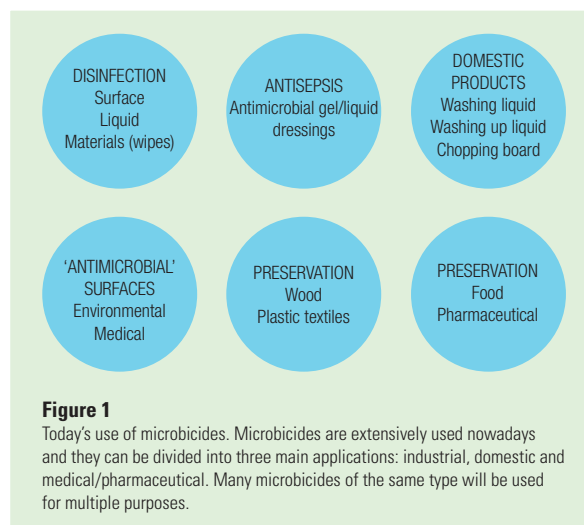 DISINFECTION
Surface
Liquid
Materials (wipes)
ANTISEPSIS
Antimicrobial gel/liquid
dressings
DOMESTIC
PRODUCTS
Washing liquid
Washing up liquid
Chopping board
‘ANTIMICROBIAL’
SURFACES
Environmental
Medical
PRESERVATION
Wood
Plastic textiles
PRESERVATION
Food
Pharmaceutical
Figure 1
Today’s use of microbicides. Microbicides are extensively used nowadays
and they can be divided into three main applications: industrial, domestic and
medical/pharmaceutical. Many microbicides of the same type will be used
for multiple purposes.